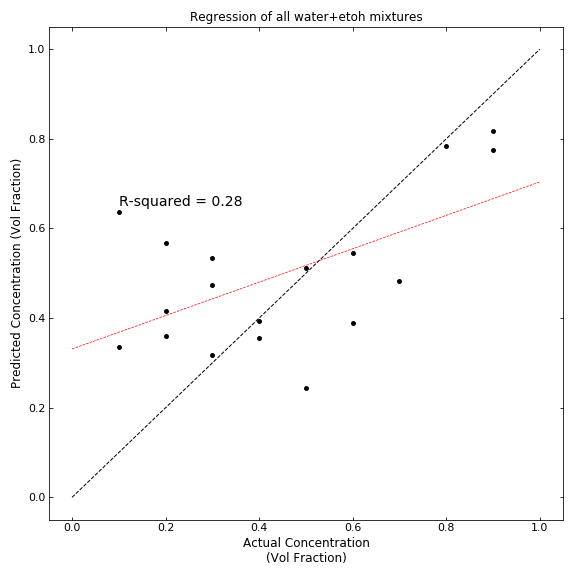 Regression of all water+etoh mixtures
1.0
0.8
0.6
0.4
0.2
0.0
Predicted Concentration (Vol Fraction)
R-squared = 0.28
0.0 0.2 0.4 0.6 0.8 1.0
Actual Concentration
(Vol Fraction)